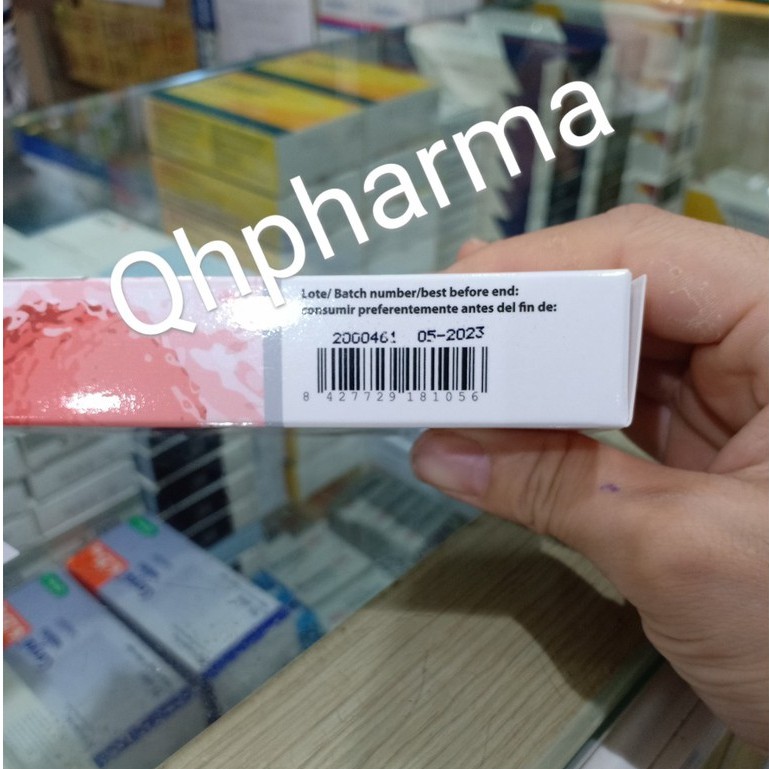 Qhpharma
Lote/ Batch number/best before end:
consumir preferentemente antes del fin de:
2000461 05-2023
8 427729 181056